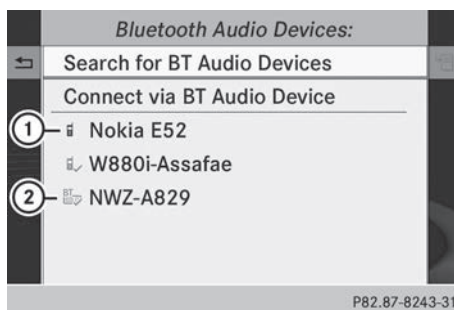 Bluetooth Audio Devices:
Search for BT Audio Devices
Connect via BT Audio Device
1 Nokia E52
W880i-Assafae
2 BT NWZ-A829
P82.87-8243-31